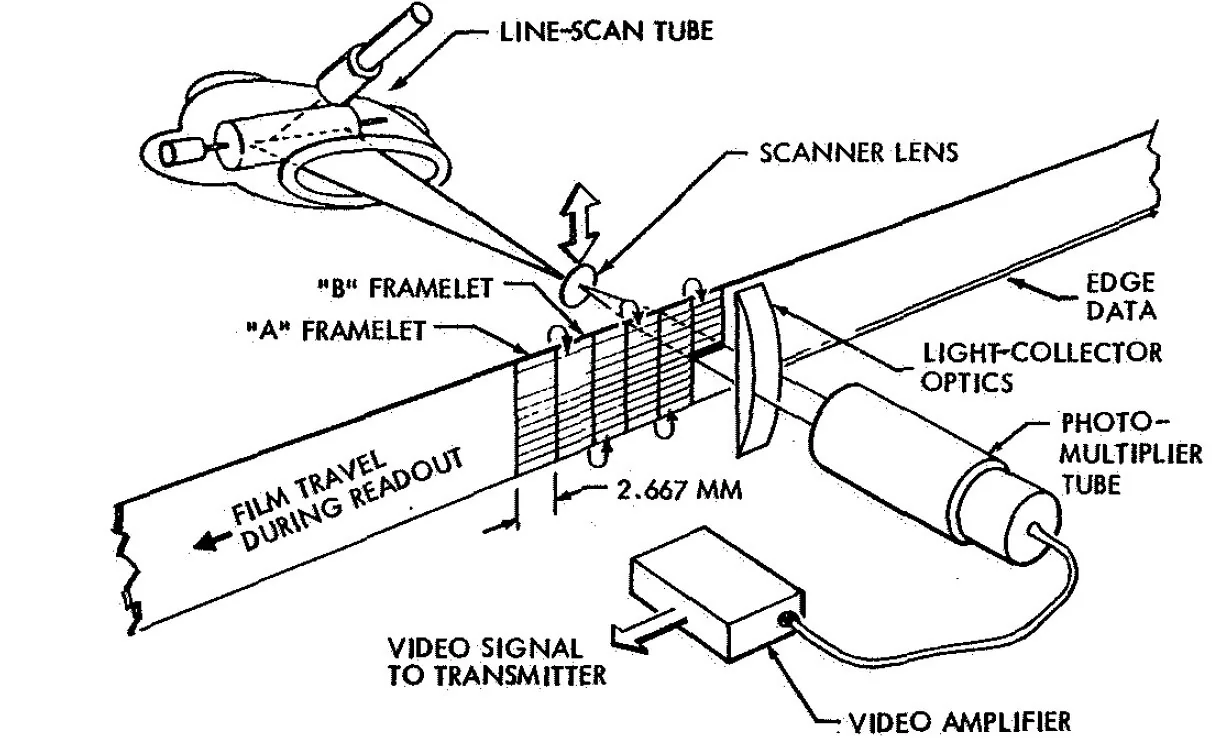 LINE-SCAN TUBE
SCANNER LENS
"B" FRAMELET
"A" FRAMELET
EDGE
DATA
LIGHT-COLLECTOR
OPTICS
PHOTO-
MULTIPLIER
TUBE
FILM TRAVEL
DURING READOUT
2.667 MM
VIDEO SIGNAL
TO TRANSMITTER
VIDEO AMPLIFIER